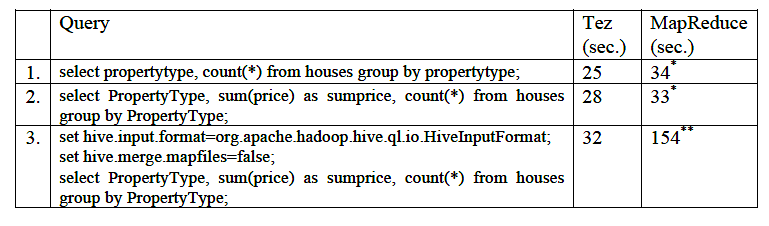 Query Tez MapReduce
(sec.) (sec.)
1. select propertytype, count(*) from houses group by propertytype; 25 34*
2. select PropertyType, sum(price) as sumprice, count(*) from houses 28 33*
group by PropertyType;
3. set hive.input.format=org.apache.hadoop.hive.ql.io.HiveInputFormat; 32 154**
set hive.merge.mapfiles=false;
select PropertyType, sum(price) as sumprice, count(*) from houses
group by PropertyType;